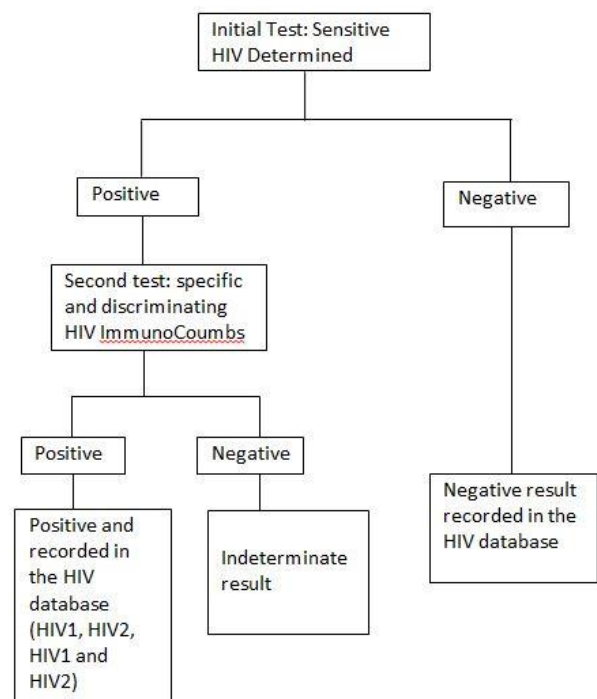 Initial Test: Sensitive
HIV Determined
Positive
Negative
Second test: specific
and discriminating
HIV ImmunoCoumbs
Positive
Negative
Positive and
recorded in
the HIV
database
(HIV1, HIV2,
HIV1 and
HIV2)
Indeterminate
result
Negative result
recorded in the
HIV database